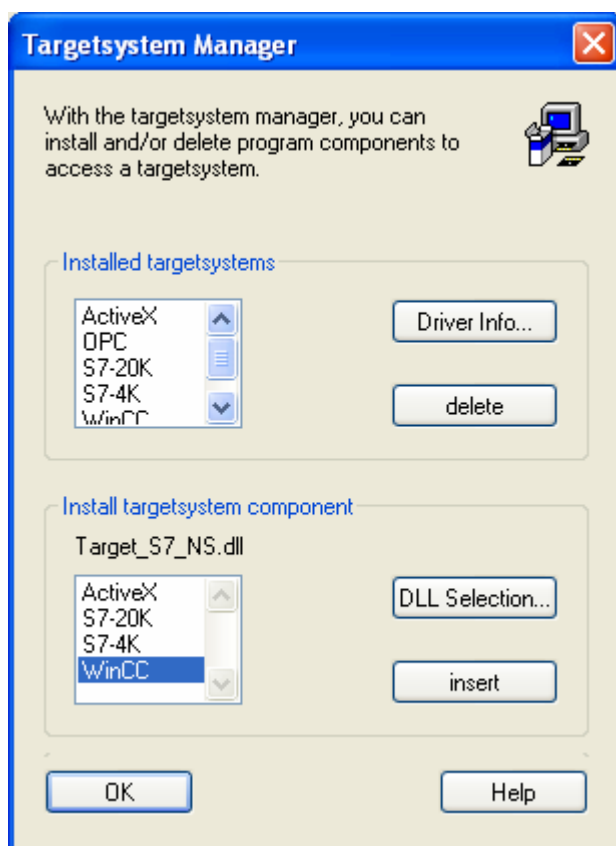 Targetsystem Manager
With the targetsystem manager, you can
install and/or delete program components to
access a targetsystem.
Installed targetsystems
ActiveX
OPC
S7-20K
S7-4K
WinCC
Driver Info...
delete
Install targetsystem component
Target_S7_NS.dll
ActiveX
S7-20K
S7-4K
WinCC
DLL Selection...
insert
OK
Help